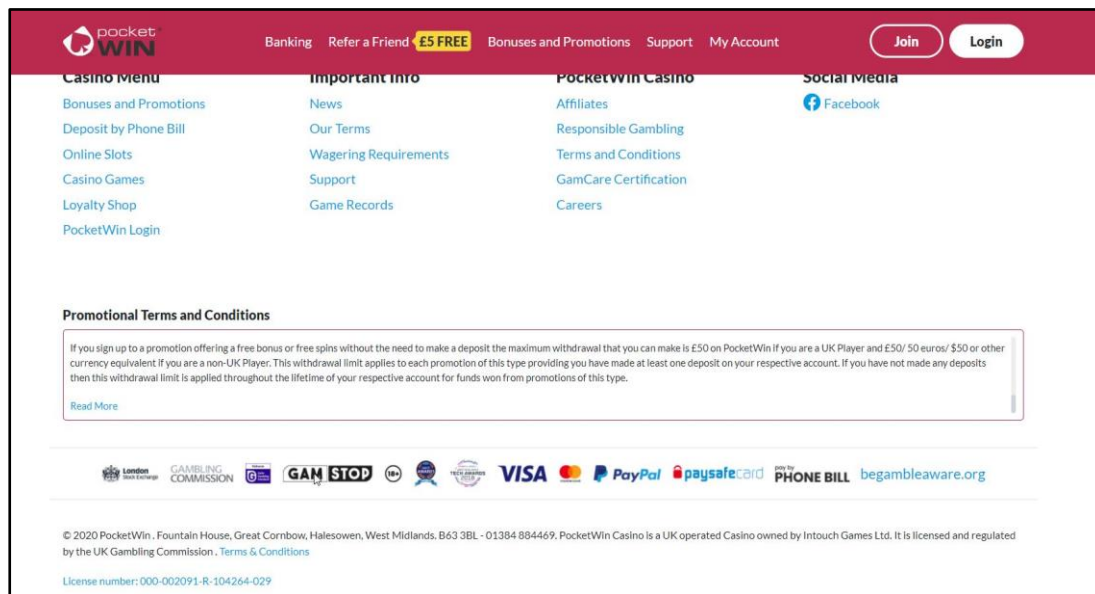 pocket WIN
Banking Refer a Friend £5 FREE Bonuses and Promotions Support My Account Join Login
Casino Menu Important Info PocketWin Casino Social Media
Bonuses and Promotions News Affiliates Facebook
Deposit by Phone Bill Our Terms Responsible Gambling
Online Slots Wagering Requirements Terms and Conditions
Casino Games Support GamCare Certification
Loyalty Shop Game Records Careers
PocketWin Login
Promotional Terms and Conditions
If you sign up to a promotion offering a free bonus or free spins without the need to make a deposit the maximum withdrawal that you can make is £50 on PocketWin if you are a UK Player and £50/ 50 euros/ $50 or other
currency equivalent if you are a non-UK Player. This withdrawal limit applies to each promotion of this type providing you have made at least one deposit on your respective account. If you have not made any deposits
then this withdrawal limit is applied throughout the lifetime of your respective account for funds won from promotions of this type.
Read More
London Stock Exchange GAMBLING COMMISSION GAMSTOP 18+ VISA PayPal paysafecard pay by PHONE BILL begambleaware.org
© 2020 PocketWin . Fountain House, Great Cornbow, Halesowen, West Midlands. B63 3BL - 01384 884469. PocketWin Casino is a UK operated Casino owned by Intouch Games Ltd. It is licensed and regulated
by the UK Gambling Commission . Terms & Conditions
License number: 000-002091-R-104264-029